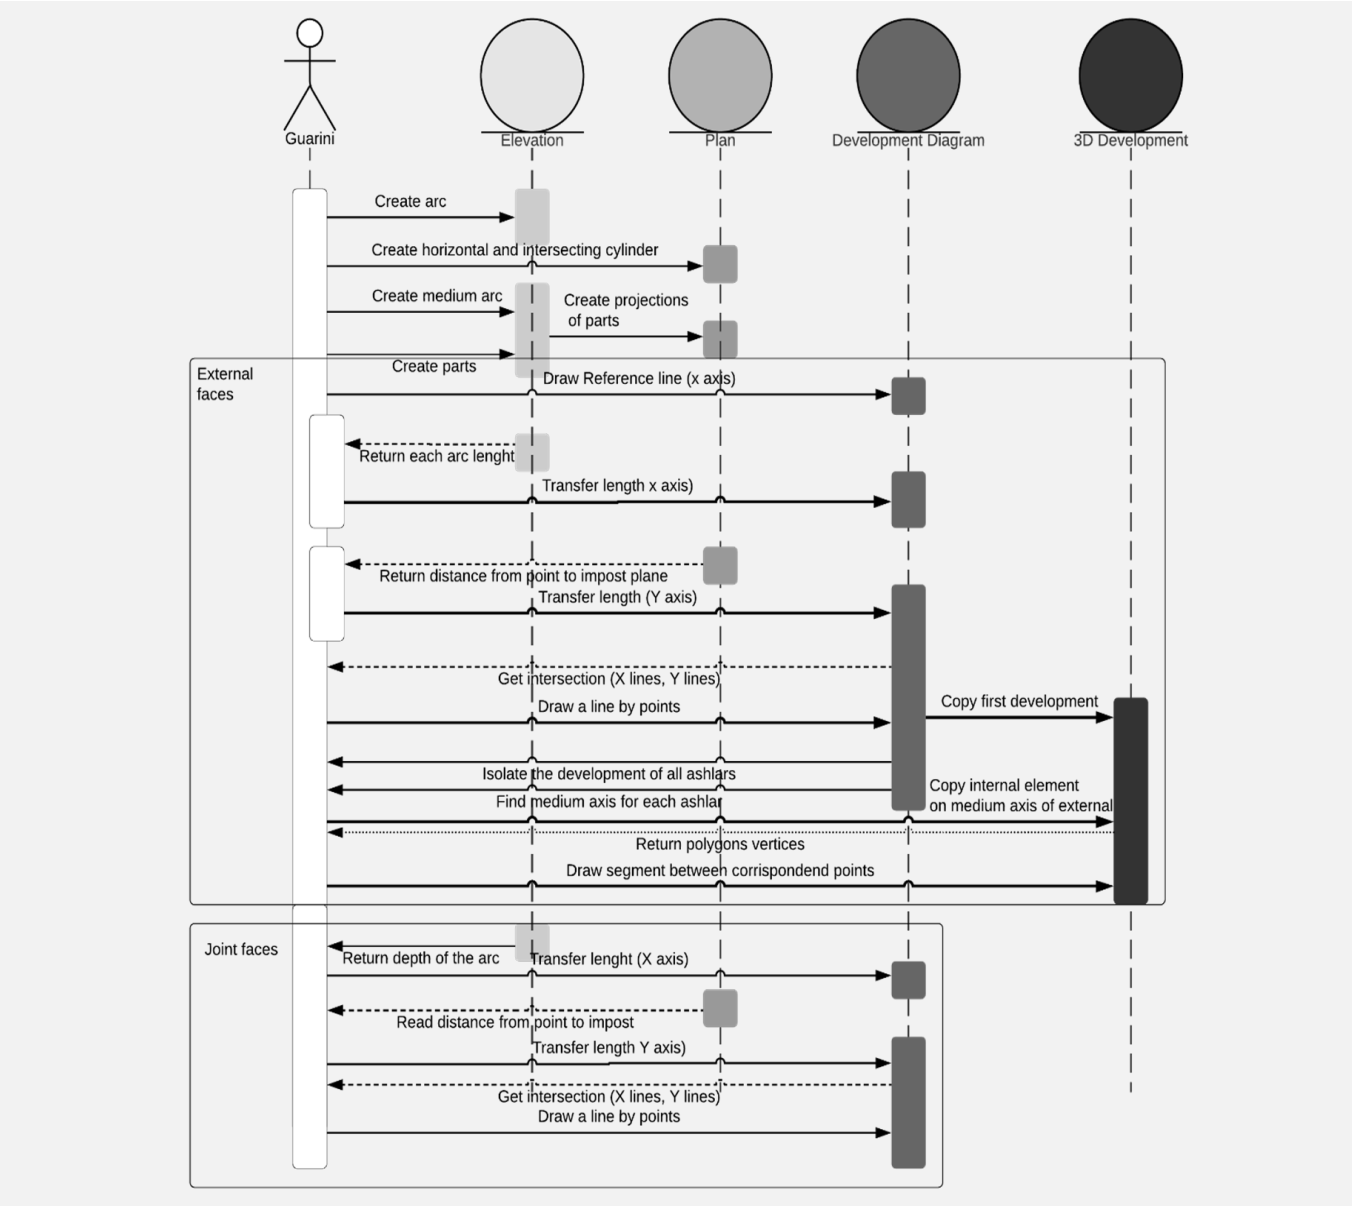 Guarini
Elevation
Plan
Development Diagram
3D Development
Create arc
Create horizontal and intersecting cylinder
Create medium arc
Create projections
of parts
Create parts
External
faces
Draw Reference line (x axis)
Return each arc lenght
Transfer length x axis)
Return distance from point to impost plane
Transfer length (Y axis)
Get intersection (X lines, Y lines)
Copy first development
Draw a line by points
Isolate the development of all ashlars
Copy internal element
on medium axis of external
Find medium axis for each ashlar
Return polygons vertices
Draw segment between corrispondend points
Joint faces
Return depth of the arc
Transfer lenght (X axis)
Read distance from point to impost
Transfer length Y axis)
Get intersection (X lines, Y lines)
Draw a line by points